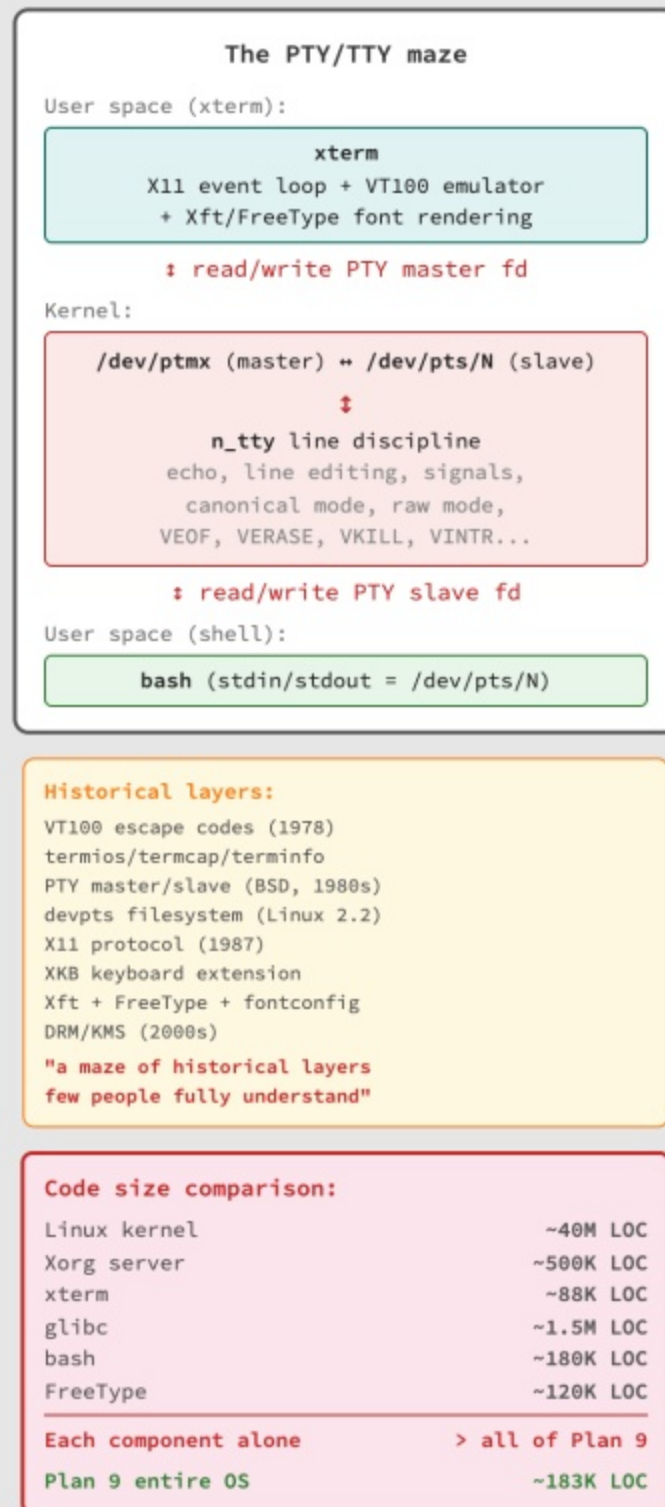 The PTY/TTY maze
User space (xterm):
xterm
X11 event loop + VT100 emulator
+ Xft/FreeType font rendering
↕ read/write PTY master fd
Kernel:
/dev/ptmx (master) ↔ /dev/pts/N (slave)
↕
n_tty line discipline
echo, line editing, signals,
canonical mode, raw mode,
VEOF, VERASE, VKILL, VINTR...
↕ read/write PTY slave fd
User space (shell):
bash (stdin/stdout = /dev/pts/N)
Historical layers:
VT100 escape codes (1978)
termios/termcap/terminfo
PTY master/slave (BSD, 1980s)
devpts filesystem (Linux 2.2)
X11 protocol (1987)
XKB keyboard extension
Xft + FreeType + fontconfig
DRM/KMS (2000s)
"a maze of historical layers
few people fully understand"
Code size comparison:
Linux kernel ~40M LOC
Xorg server ~500K LOC
xterm ~88K LOC
glibc ~1.5M LOC
bash ~180K LOC
FreeType ~120K LOC
Each component alone > all of Plan 9
Plan 9 entire OS ~183K LOC